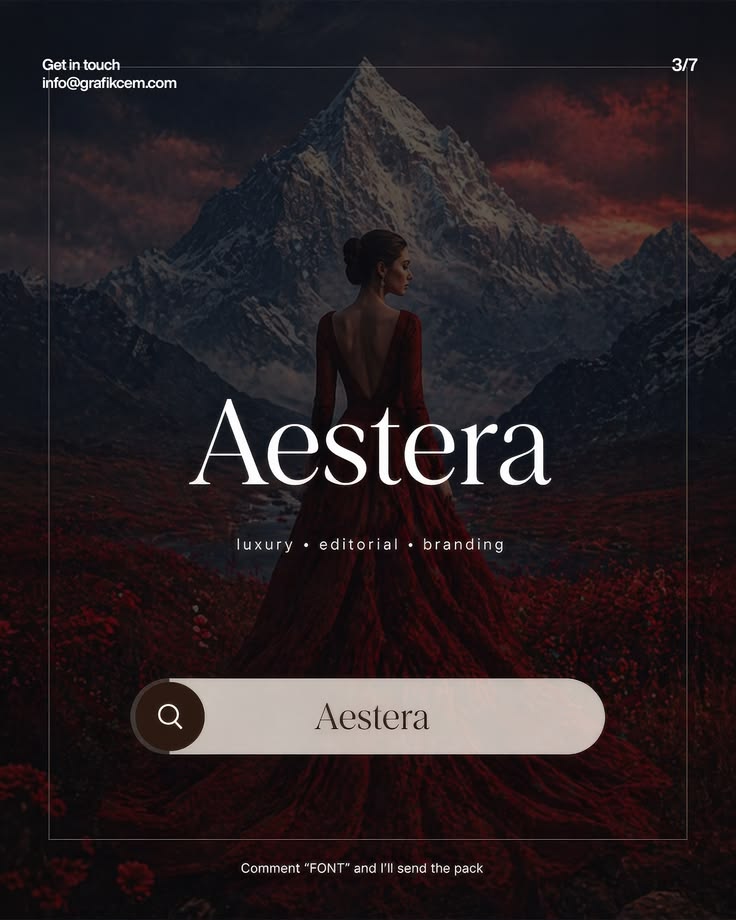 Get in touch
info@grafikcem.com
3/7
Aestera
luxury • editorial • branding
Aestera
Comment “FONT” and I’ll send the pack